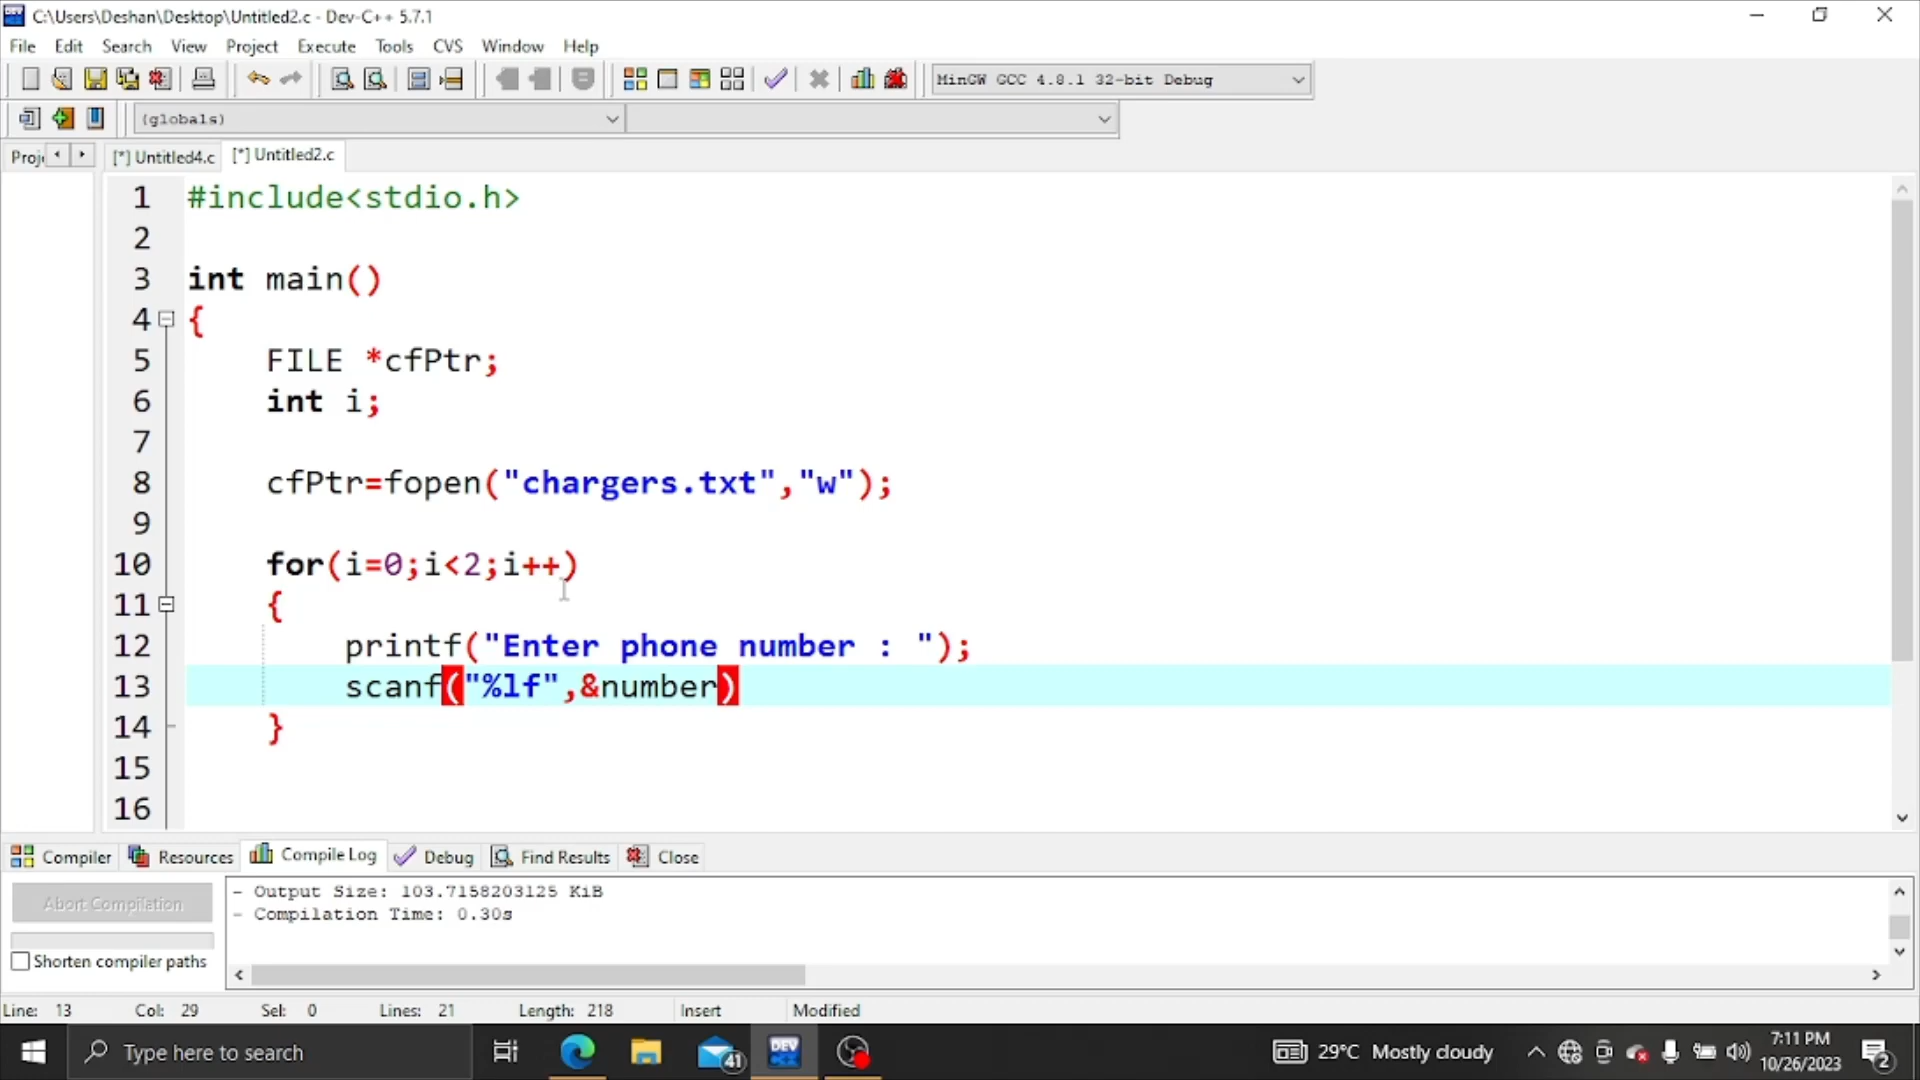 C:\Users\Deshan\Desktop\Untitled2.c - Dev-C++ 5.7.1
File Edit Search View Project Execute Tools CVS Window Help
MinGW GCC 4.8.1 32-bit Debug
(globals)
Proj [*] Untitled4.c [*] Untitled2.c
1 #include<stdio.h>
2
3 int main()
4 {
5 FILE *cfPtr;
6 int i;
7
8 cfPtr=fopen("chargers.txt","w");
9
10 for(i=0;i<2;i++)
11 {
12 printf("Enter phone number : ");
13 scanf("%lf",&number)
14 }
15
16
Compiler Resources Compile Log Debug Find Results Close
Abort Compilation
- Output Size: 103.7158203125 KiB
- Compilation Time: 0.30s
Shorten compiler paths
Line: 13 Col: 29 Sel: 0 Lines: 21 Length: 218 Insert Modified
Type here to search
41
DEV C++
29°C Mostly cloudy
7:11 PM
10/26/2023
2